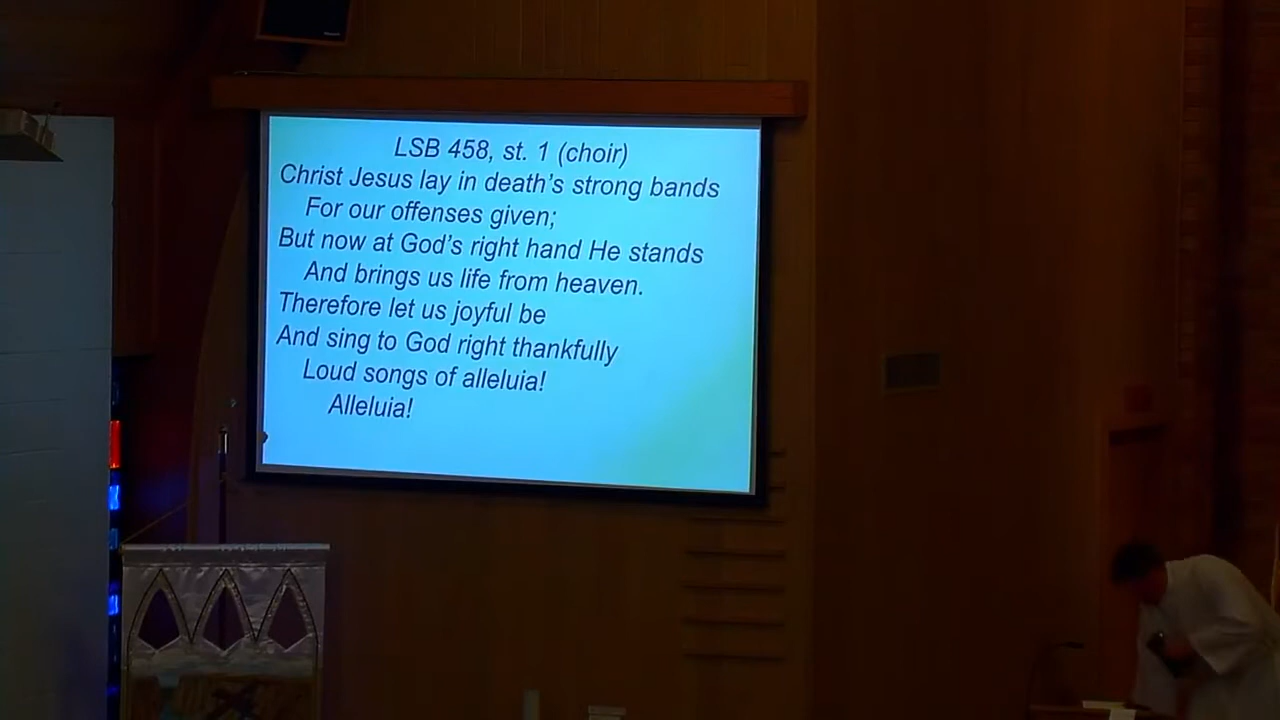 LSB 458, st. 1 (choir)
Christ Jesus lay in death's strong bands
For our offenses given;
But now at God's right hand He stands
And brings us life from heaven.
Therefore let us joyful be
And sing to God right thankfully
Loud songs of alleluia!
Alleluia!